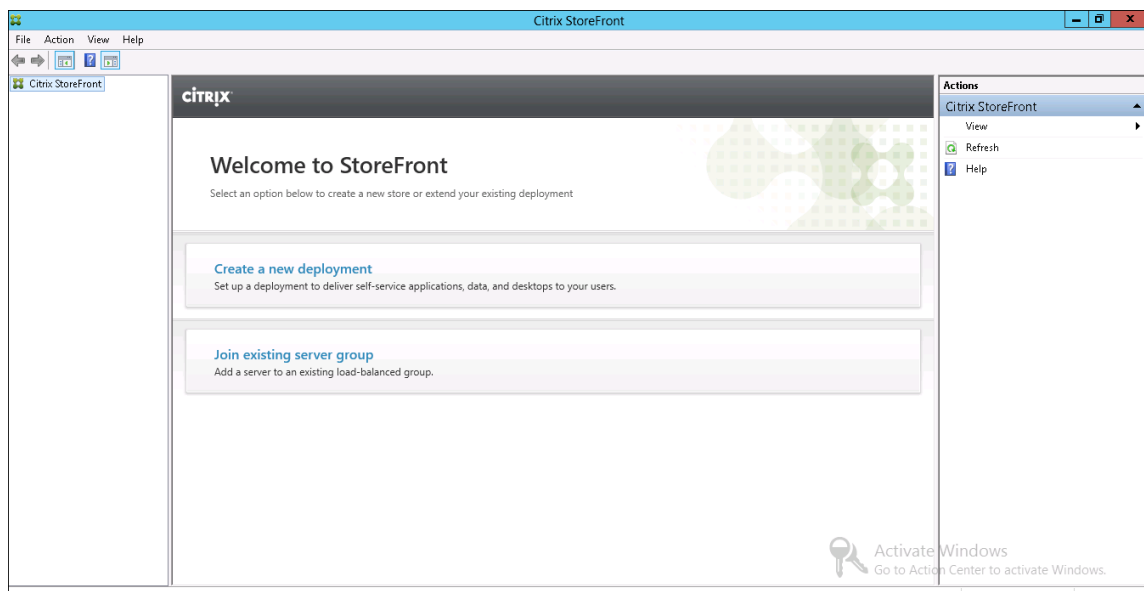 Citrix StoreFront
File Action View Help
Citrix StoreFront
CİTRIX
Welcome to StoreFront
Select an option below to create a new store or extend your existing deployment
Create a new deployment
Set up a deployment to deliver self-service applications, data, and desktops to your users.
Join existing server group
Add a server to an existing load-balanced group.
Actions
Citrix StoreFront
View
Refresh
Help
Activate Windows
Go to Action Center to activate Windows.